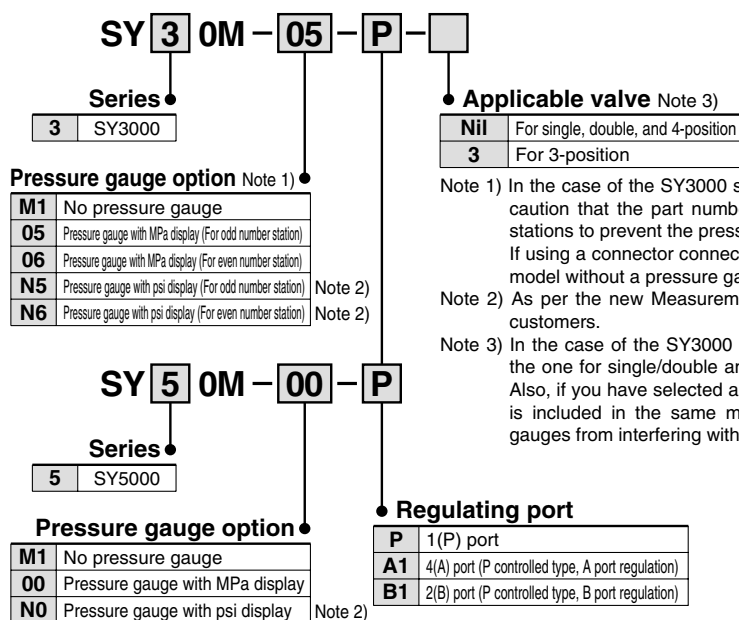 SY 3 0M – 05 – P –
Series
3 SY3000
Pressure gauge option Note 1)
M1 No pressure gauge
05 Pressure gauge with MPa display (For odd number station)
06 Pressure gauge with MPa display (For even number station)
N5 Pressure gauge with psi display (For odd number station) Note 2)
N6 Pressure gauge with psi display (For even number station) Note 2)
Applicable valve Note 3)
Nil For single, double, and 4-position
3 For 3-position
Note 1) In the case of the SY3000 s
caution that the part numbe
stations to prevent the press
If using a connector connec
model without a pressure ga
Note 2) As per the new Measurem
customers.
Note 3) In the case of the SY3000
the one for single/double an
Also, if you have selected a
is included in the same m
gauges from interfering with
SY 5 0M – 00 – P
Series
5 SY5000
Pressure gauge option
M1 No pressure gauge
00 Pressure gauge with MPa display
N0 Pressure gauge with psi display Note 2)
Regulating port
P 1(P) port
A1 4(A) port (P controlled type, A port regulation)
B1 2(B) port (P controlled type, B port regulation)